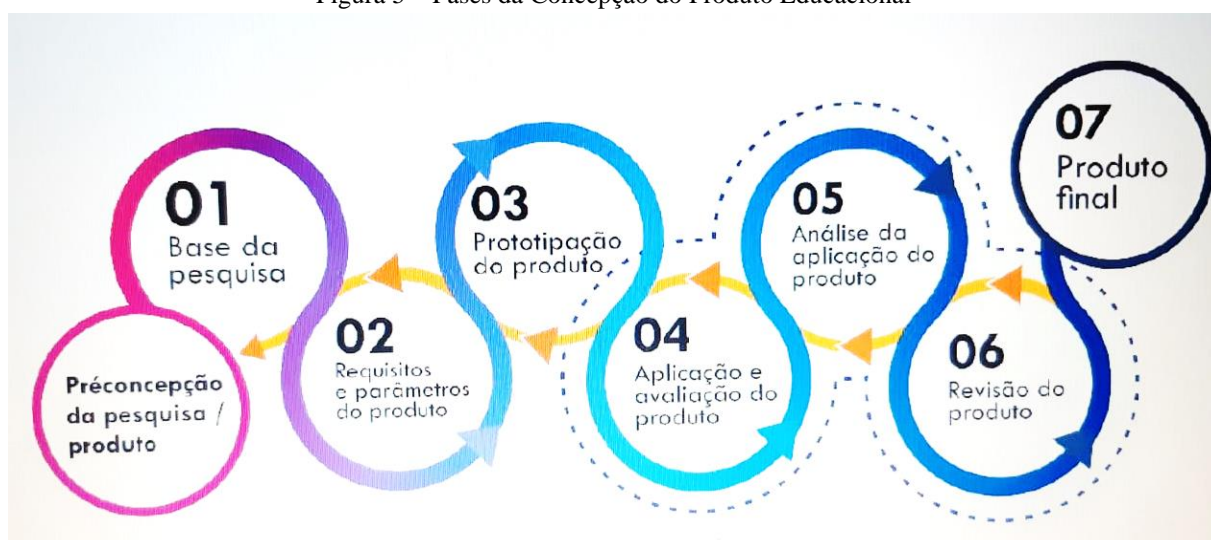 Figura 5 – Fases da Concepção do Produto Educacional
Préconcepção
da pesquisa /
produto
01
Base da
pesquisa
02
Requisitos
e parâmetros
do produto
03
Prototipação
do produto
04
Aplicação e
avaliação do
produto
05
Análise da
aplicação do
produto
06
Revisão do
produto
07
Produto
final